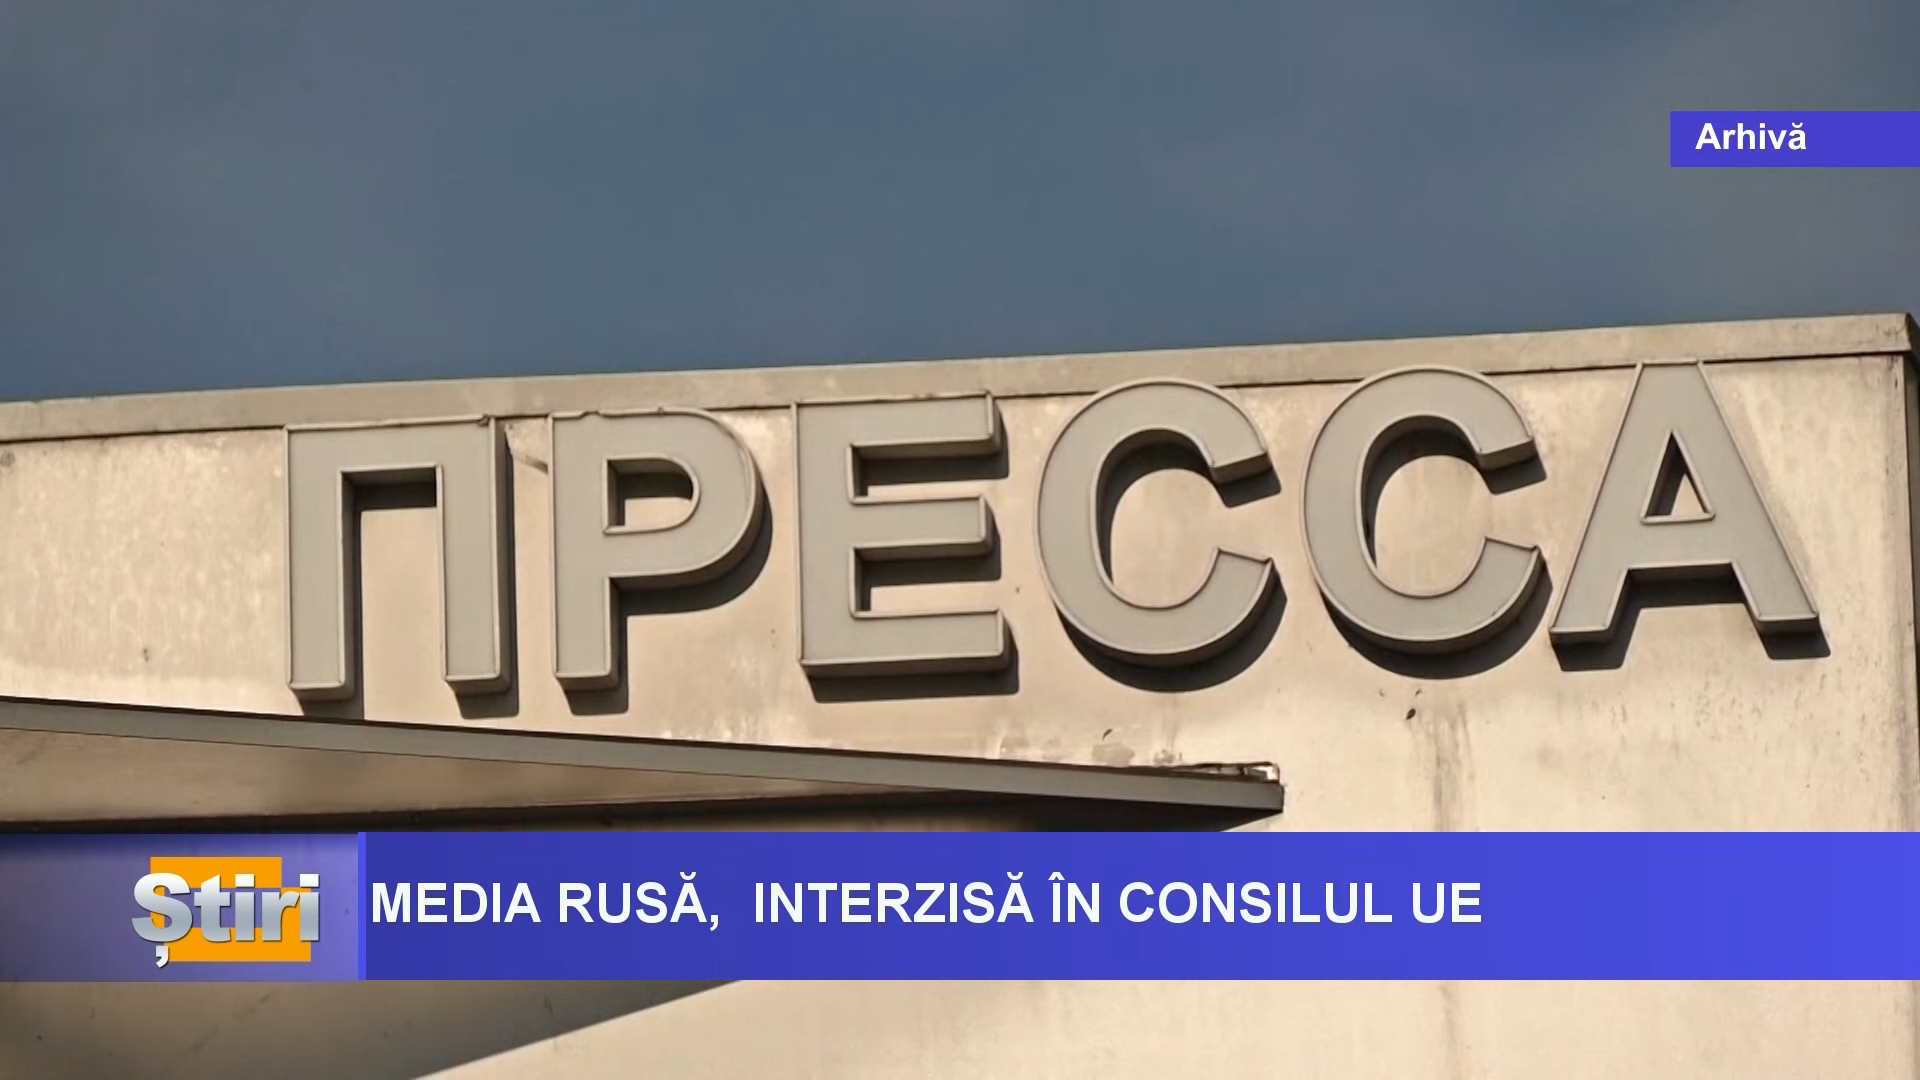 Arhivă
ПРЕССА
Știri
MEDIA RUSĂ, INTERZISĂ ÎN CONSILUL UE